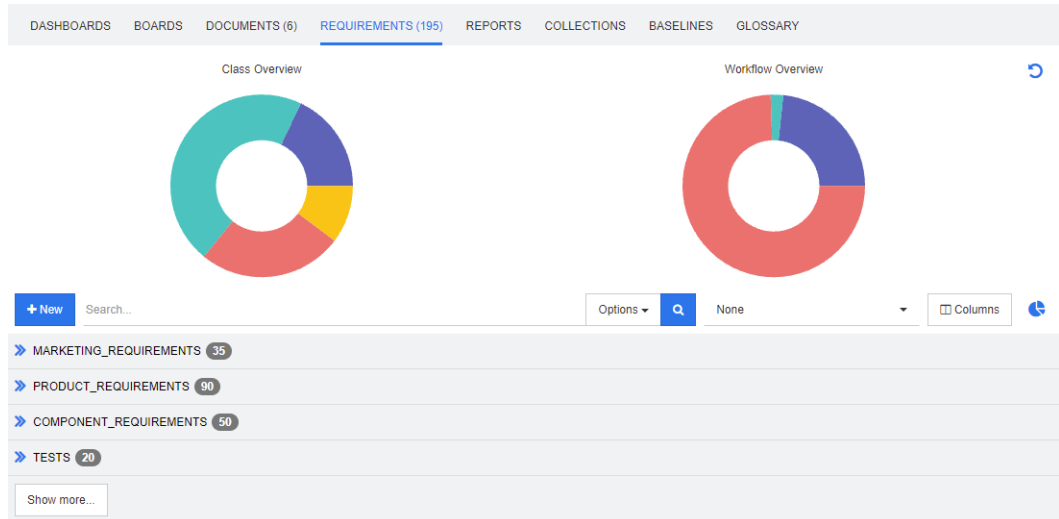 DASHBOARDS BOARDS DOCUMENTS (6) REQUIREMENTS (195) REPORTS COLLECTIONS BASELINES GLOSSARY
Class Overview Workflow Overview
+ New Search... Options None Columns
MARKETING_REQUIREMENTS 35
PRODUCT_REQUIREMENTS 90
COMPONENT_REQUIREMENTS 50
TESTS 20
Show more...